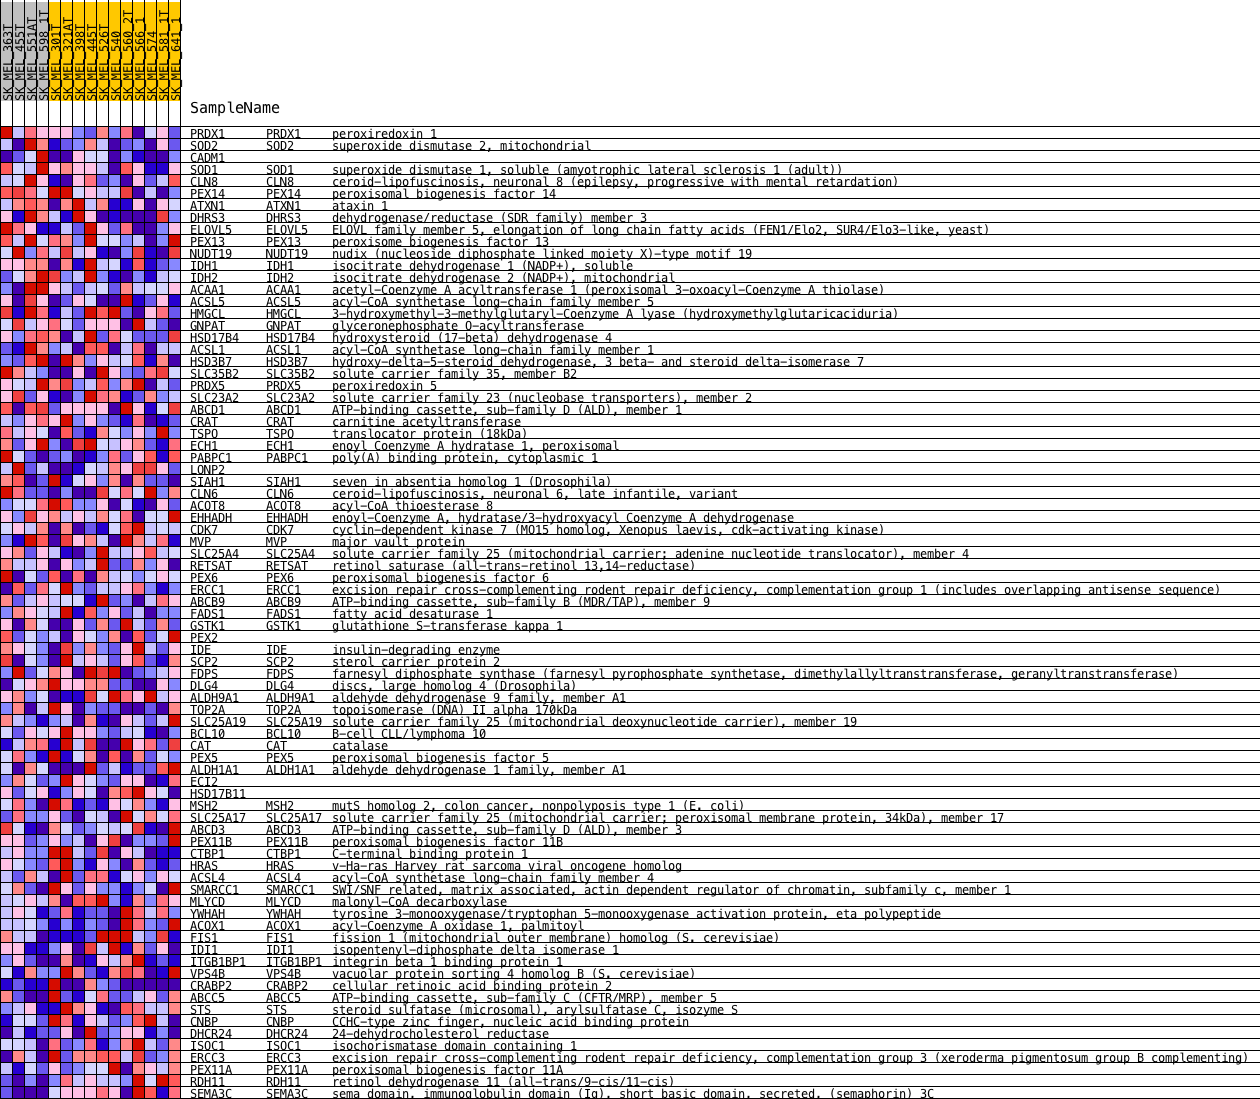 SK_MEL_363T
SK_MEL_455T
SK_MEL_551AT
SK_MEL_598_1T
SK_MEL_301T
SK_MEL_321AT
SK_MEL_398T
SK_MEL_445T
SK_MEL_526T
SK_MEL_540
SK_MEL_560_2T
SK_MEL_566_1
SK_MEL_574
SK_MEL_581_1T
SK_MEL_641_1
SampleName
PRDX1 PRDX1 peroxiredoxin 1
SOD2 SOD2 superoxide dismutase 2, mitochondrial
CADM1
SOD1 SOD1 superoxide dismutase 1, soluble (amyotrophic lateral sclerosis 1 (adult))
CLN8 CLN8 ceroid-lipofuscinosis, neuronal 8 (epilepsy, progressive with mental retardation)
PEX14 PEX14 peroxisomal biogenesis factor 14
ATXN1 ATXN1 ataxin 1
DHRS3 DHRS3 dehydrogenase/reductase (SDR family) member 3
ELOVL5 ELOVL5 ELOVL family member 5, elongation of long chain fatty acids (FEN1/Elo2, SUR4/Elo3-like, yeast)
PEX13 PEX13 peroxisome biogenesis factor 13
NUDT19 NUDT19 nudix (nucleoside diphosphate linked moiety X)-type motif 19
IDH1 IDH1 isocitrate dehydrogenase 1 (NADP+), soluble
IDH2 IDH2 isocitrate dehydrogenase 2 (NADP+), mitochondrial
ACAA1 ACAA1 acetyl-Coenzyme A acyltransferase 1 (peroxisomal 3-oxoacyl-Coenzyme A thiolase)
ACSL5 ACSL5 acyl-CoA synthetase long-chain family member 5
HMGCL HMGCL 3-hydroxymethyl-3-methylglutaryl-Coenzyme A lyase (hydroxymethylglutaricaciduria)
GNPAT GNPAT glyceronephosphate O-acyltransferase
HSD17B4 HSD17B4 hydroxysteroid (17-beta) dehydrogenase 4
ACSL1 ACSL1 acyl-CoA synthetase long-chain family member 1
HSD3B7 HSD3B7 hydroxy-delta-5-steroid dehydrogenase, 3 beta- and steroid delta-isomerase 7
SLC35B2 SLC35B2 solute carrier family 35, member B2
PRDX5 PRDX5 peroxiredoxin 5
SLC23A2 SLC23A2 solute carrier family 23 (nucleobase transporters), member 2
ABCD1 ABCD1 ATP-binding cassette, sub-family D (ALD), member 1
CRAT CRAT carnitine acetyltransferase
TSPO TSPO translocator protein (18kDa)
ECH1 ECH1 enoyl Coenzyme A hydratase 1, peroxisomal
PABPC1 PABPC1 poly(A) binding protein, cytoplasmic 1
LONP2
SIAH1 SIAH1 seven in absentia homolog 1 (Drosophila)
CLN6 CLN6 ceroid-lipofuscinosis, neuronal 6, late infantile, variant
ACOT8 ACOT8 acyl-CoA thioesterase 8
EHHADH EHHADH enoyl-Coenzyme A, hydratase/3-hydroxyacyl Coenzyme A dehydrogenase
CDK7 CDK7 cyclin-dependent kinase 7 (MO15 homolog, Xenopus laevis, cdk-activating kinase)
MVP MVP major vault protein
SLC25A4 SLC25A4 solute carrier family 25 (mitochondrial carrier; adenine nucleotide translocator), member 4
RETSAT RETSAT retinol saturase (all-trans-retinol 13,14-reductase)
PEX6 PEX6 peroxisomal biogenesis factor 6
ERCC1 ERCC1 excision repair cross-complementing rodent repair deficiency, complementation group 1 (includes overlapping antisense sequence)
ABCB9 ABCB9 ATP-binding cassette, sub-family B (MDR/TAP), member 9
FADS1 FADS1 fatty acid desaturase 1
GSTK1 GSTK1 glutathione S-transferase kappa 1
PEX2
IDE IDE insulin-degrading enzyme
SCP2 SCP2 sterol carrier protein 2
FDPS FDPS farnesyl diphosphate synthase (farnesyl pyrophosphate synthetase, dimethylallyltranstransferase, geranyltranstransferase)
DLG4 DLG4 discs, large homolog 4 (Drosophila)
ALDH9A1 ALDH9A1 aldehyde dehydrogenase 9 family, member A1
TOP2A TOP2A topoisomerase (DNA) II alpha 170kDa
SLC25A19 SLC25A19 solute carrier family 25 (mitochondrial deoxynucleotide carrier), member 19
BCL10 BCL10 B-cell CLL/lymphoma 10
CAT CAT catalase
PEX5 PEX5 peroxisomal biogenesis factor 5
ALDH1A1 ALDH1A1 aldehyde dehydrogenase 1 family, member A1
ECI2
HSD17B11
MSH2 MSH2 mutS homolog 2, colon cancer, nonpolyposis type 1 (E. coli)
SLC25A17 SLC25A17 solute carrier family 25 (mitochondrial carrier; peroxisomal membrane protein, 34kDa), member 17
ABCD3 ABCD3 ATP-binding cassette, sub-family D (ALD), member 3
PEX11B PEX11B peroxisomal biogenesis factor 11B
CTBP1 CTBP1 C-terminal binding protein 1
HRAS HRAS v-Ha-ras Harvey rat sarcoma viral oncogene homolog
ACSL4 ACSL4 acyl-CoA synthetase long-chain family member 4
SMARCC1 SMARCC1 SWI/SNF related, matrix associated, actin dependent regulator of chromatin, subfamily c, member 1
MLYCD MLYCD malonyl-CoA decarboxylase
YWHAH YWHAH tyrosine 3-monooxygenase/tryptophan 5-monooxygenase activation protein, eta polypeptide
ACOX1 ACOX1 acyl-Coenzyme A oxidase 1, palmitoyl
FIS1 FIS1 fission 1 (mitochondrial outer membrane) homolog (S. cerevisiae)
IDI1 IDI1 isopentenyl-diphosphate delta isomerase 1
ITGB1BP1 ITGB1BP1 integrin beta 1 binding protein 1
VPS4B VPS4B vacuolar protein sorting 4 homolog B (S. cerevisiae)
CRABP2 CRABP2 cellular retinoic acid binding protein 2
ABCC5 ABCC5 ATP-binding cassette, sub-family C (CFTR/MRP), member 5
STS STS steroid sulfatase (microsomal), arylsulfatase C, isozyme S
CNBP CNBP CCHC-type zinc finger, nucleic acid binding protein
DHCR24 DHCR24 24-dehydrocholesterol reductase
ISOC1 ISOC1 isochorismatase domain containing 1
ERCC3 ERCC3 excision repair cross-complementing rodent repair deficiency, complementation group 3 (xeroderma pigmentosum group B complementing)
PEX11A PEX11A peroxisomal biogenesis factor 11A
RDH11 RDH11 retinol dehydrogenase 11 (all-trans/9-cis/11-cis)
SEMA3C SEMA3C sema domain, immunoglobulin domain (Ig), short basic domain, secreted, (semaphorin) 3C